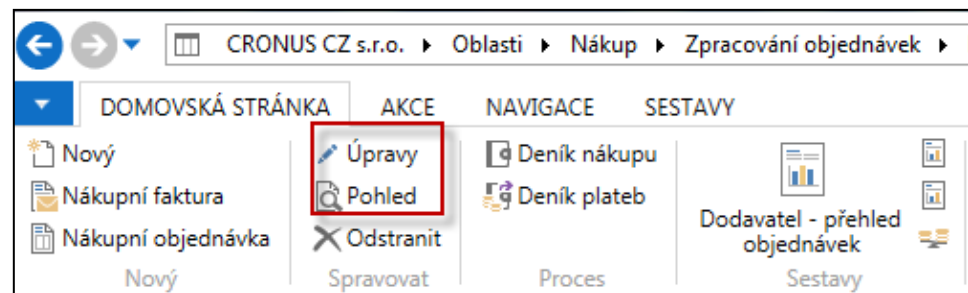 CRONUS CZ s.r.o. ▸ Oblasti ▸ Nákup ▸ Zpracování objednávek ▸
DOMOVSKÁ STRÁNKA AKCE NAVIGACE SESTAVY
Nový
Nákupní faktura
Nákupní objednávka
Nový
Úpravy
Pohled
Odstranit
Spravovat
Deník nákupu
Deník plateb
Proces
Dodavatel - přehled
objednávek
Sestavy